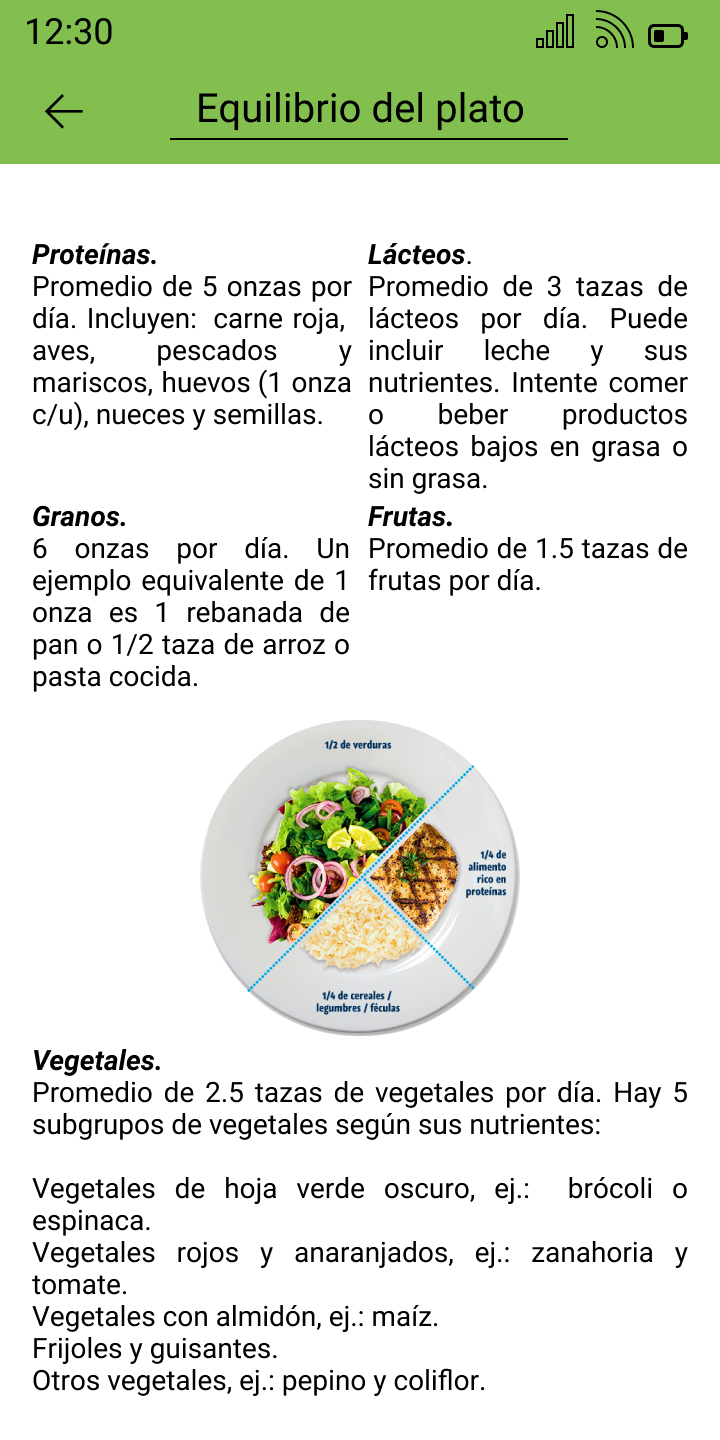 12:30
Equilibrio del plato
Proteínas.
Promedio de 5 onzas por
día. Incluyen: carne roja,
aves, pescados y
mariscos, huevos (1 onza
c/u), nueces y semillas.
Lácteos.
Promedio de 3 tazas de
lácteos por día. Puede
incluir leche y sus
nutrientes. Intente comer
o beber productos
lácteos bajos en grasa o
sin grasa.
Granos.
6 onzas por día. Un
ejemplo equivalente de 1
onza es 1 rebanada de
pan o 1/2 taza de arroz o
pasta cocida.
Frutas.
Promedio de 1.5 tazas de
frutas por día.
1/2 de verduras
1/4 de
alimento
rico en
proteínas
1/4 de cereales /
legumbres / féculas
Vegetales.
Promedio de 2.5 tazas de vegetales por día. Hay 5
subgrupos de vegetales según sus nutrientes:
Vegetales de hoja verde oscuro, ej.: brócoli o
espinaca.
Vegetales rojos y anaranjados, ej.: zanahoria y
tomate.
Vegetales con almidón, ej.: maíz.
Frijoles y guisantes.
Otros vegetales, ej.: pepino y coliflor.